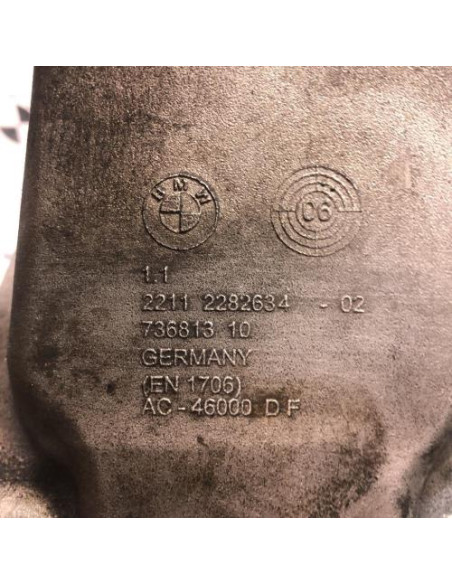 BMW
06
1.1
2211 2282634 - 02
736813 10
GERMANY
(EN 1706)
AC - 46000 D F